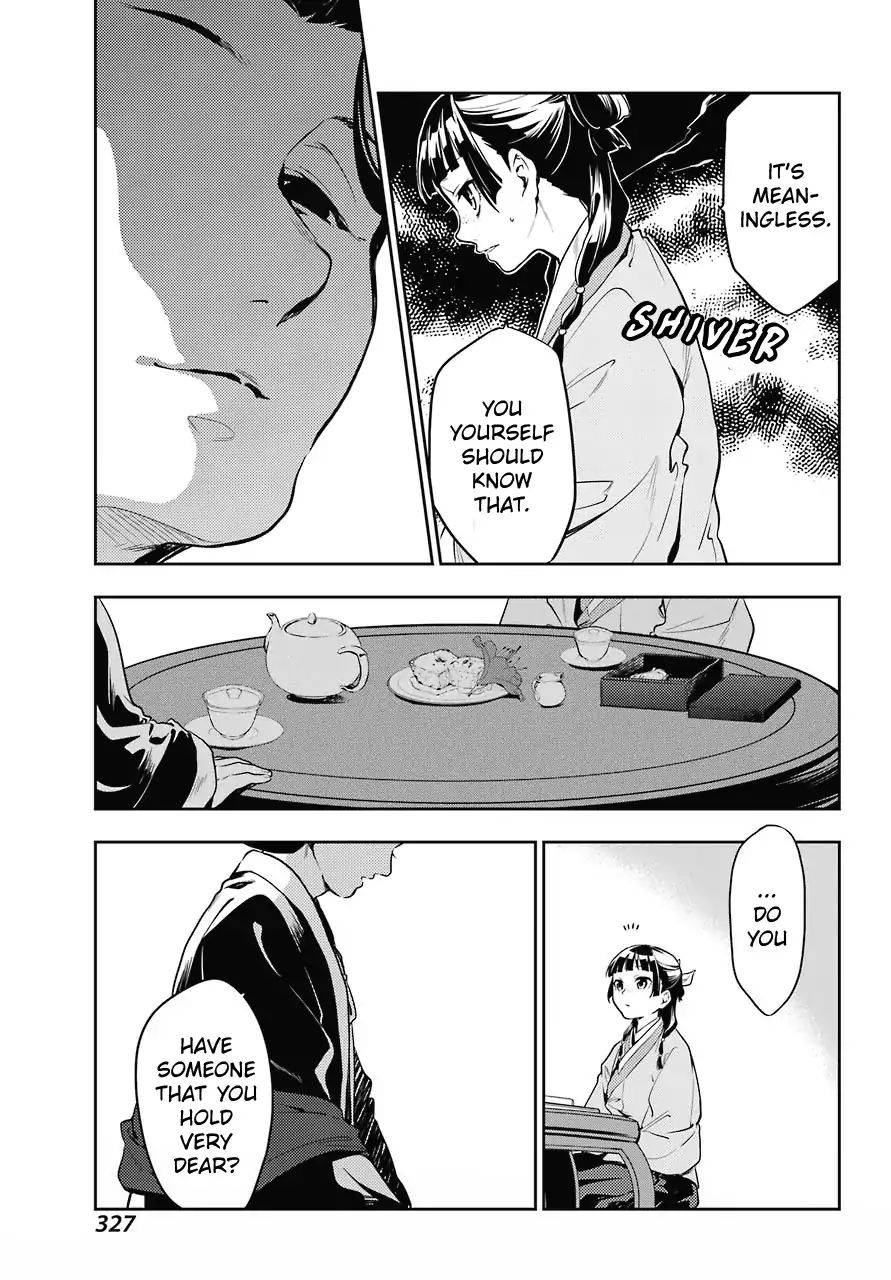 IT'S
MEAN-
INGLESS.
SHIVER
YOU
YOURSELF
SHOULD
KNOW
THAT.
...
DO
YOU
HAVE
SOMEONE
THAT YOU
HOLD
VERY
DEAR?
327